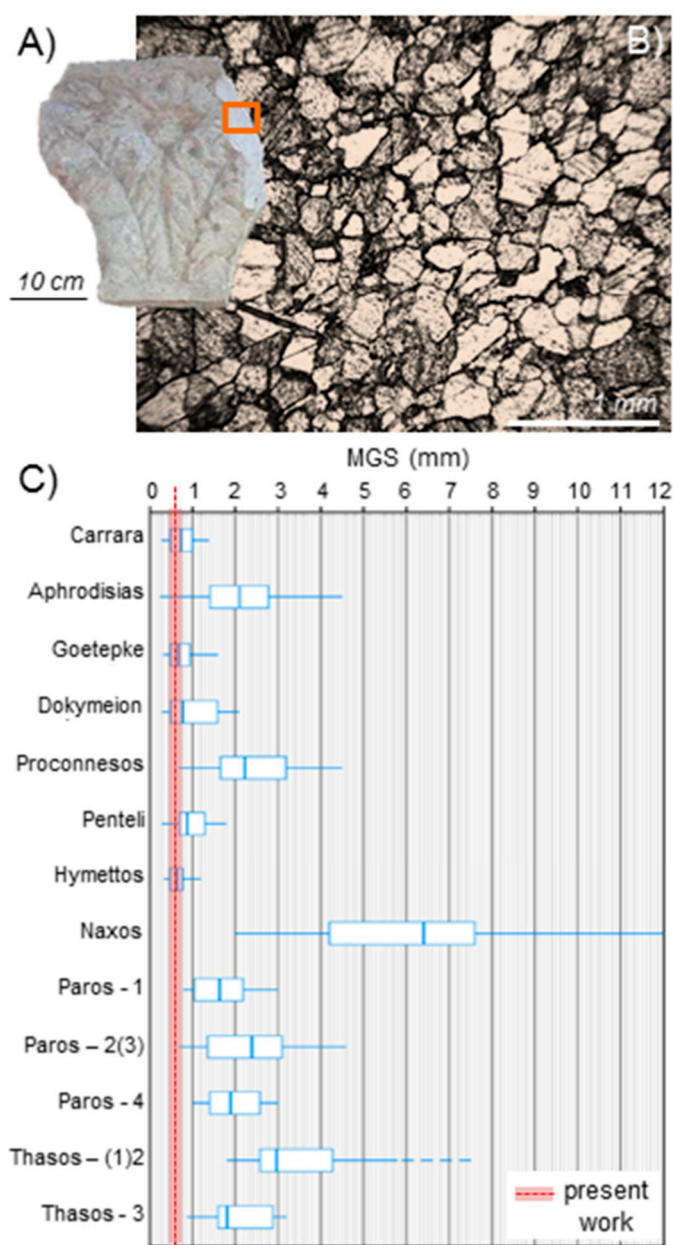 A)
B)
10 cm
1 mm
C)
MGS (mm)
0 1 2 3 4 5 6 7 8 9 10 11 12
Carrara
Aphrodisias
Goetepke
Dokymeion
Proconnesos
Penteli
Hymettos
Naxos
Paros - 1
Paros – 2(3)
Paros - 4
Thasos – (1)2
Thasos - 3
present
work